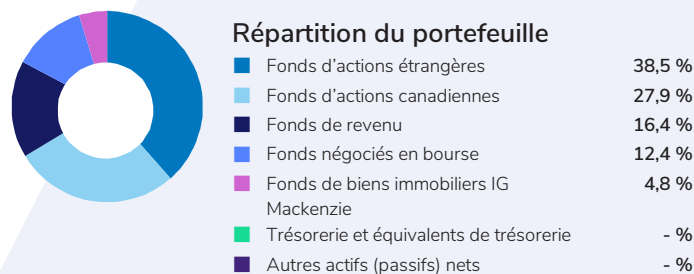 Répartition du portefeuille
Fonds d’actions étrangères 38,5 %
Fonds d’actions canadiennes 27,9 %
Fonds de revenu 16,4 %
Fonds négociés en bourse 12,4 %
Fonds de biens immobiliers IG 4,8 %
Mackenzie
Trésorerie et équivalents de trésorerie - %
Autres actifs (passifs) nets - %